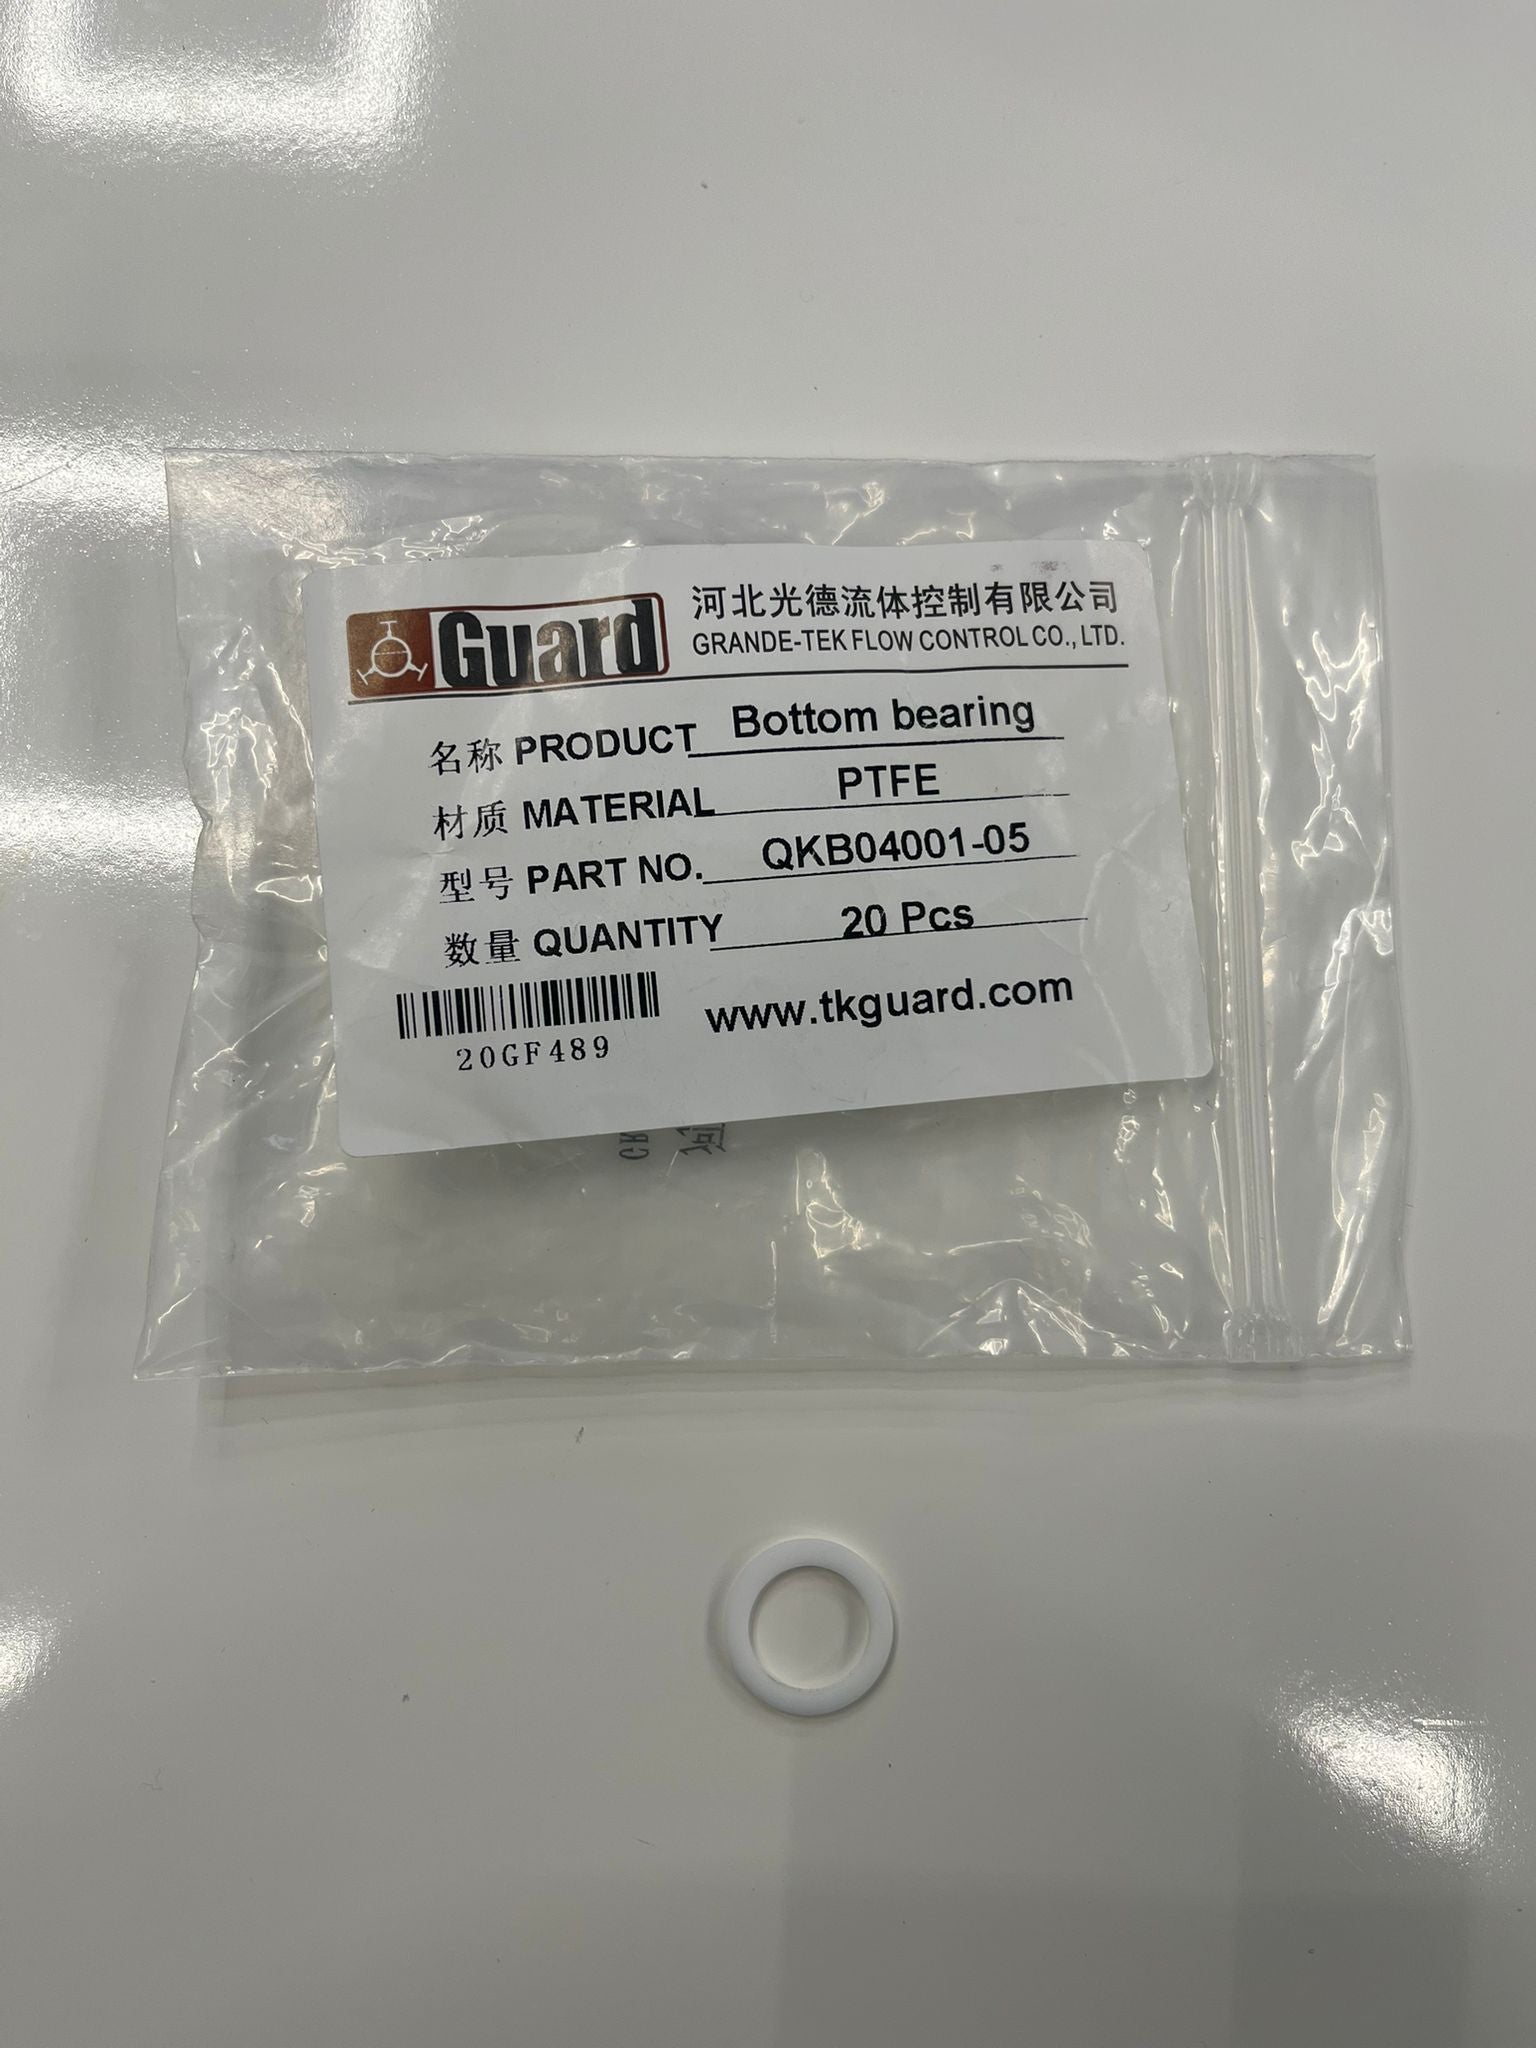 Guard
河北光德流体控制有限公司
GRANDE-TEK FLOW CONTROL CO., LTD.
名称 PRODUCT Bottom bearing
材质 MATERIAL PTFE
型号 PART NO. QKB04001-05
数量 QUANTITY 20 Pcs
20GF489
www.tkguard.com